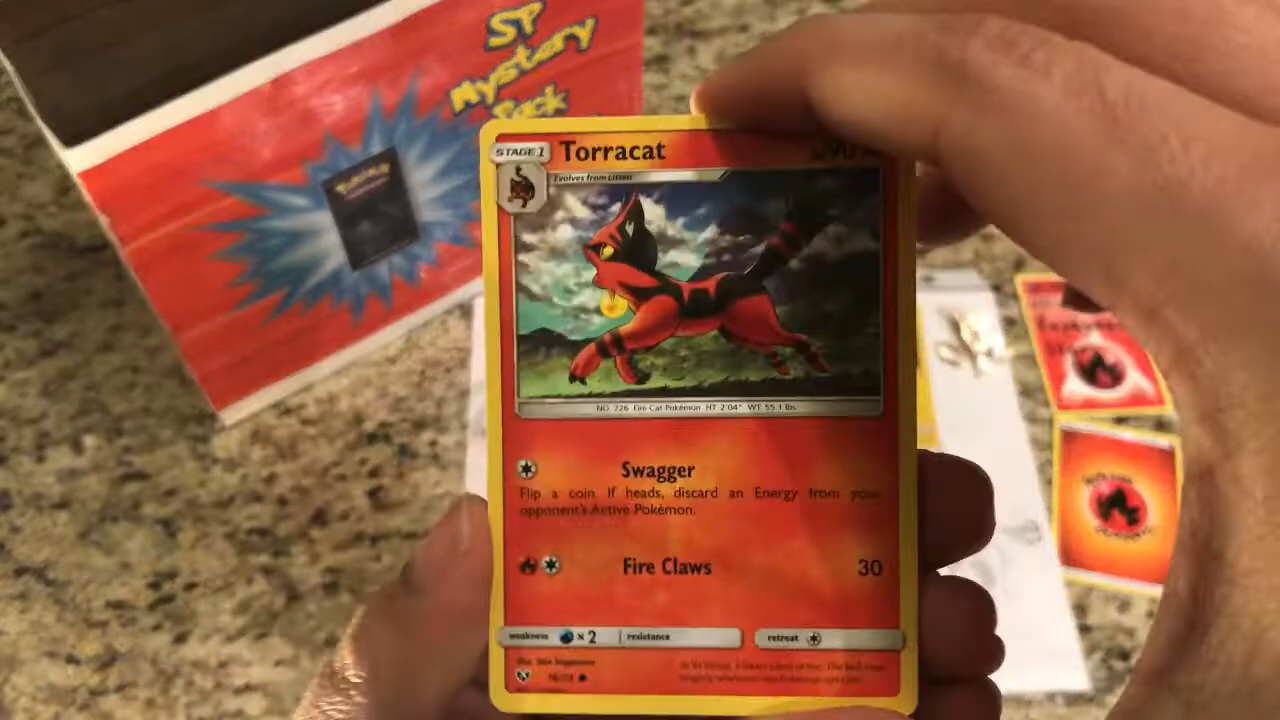 SP
Mystery
Pack
Pokémon
STAGE 1
Torracat
Evolves from Litten
NO. 726 Fire Cat Pokémon HT 2'04" WT 55.1 lbs.
Swagger
Flip a coin. If heads, discard an Energy from your
opponent's Active Pokémon.
Fire Claws 30
weakness ×2 resistance retreat